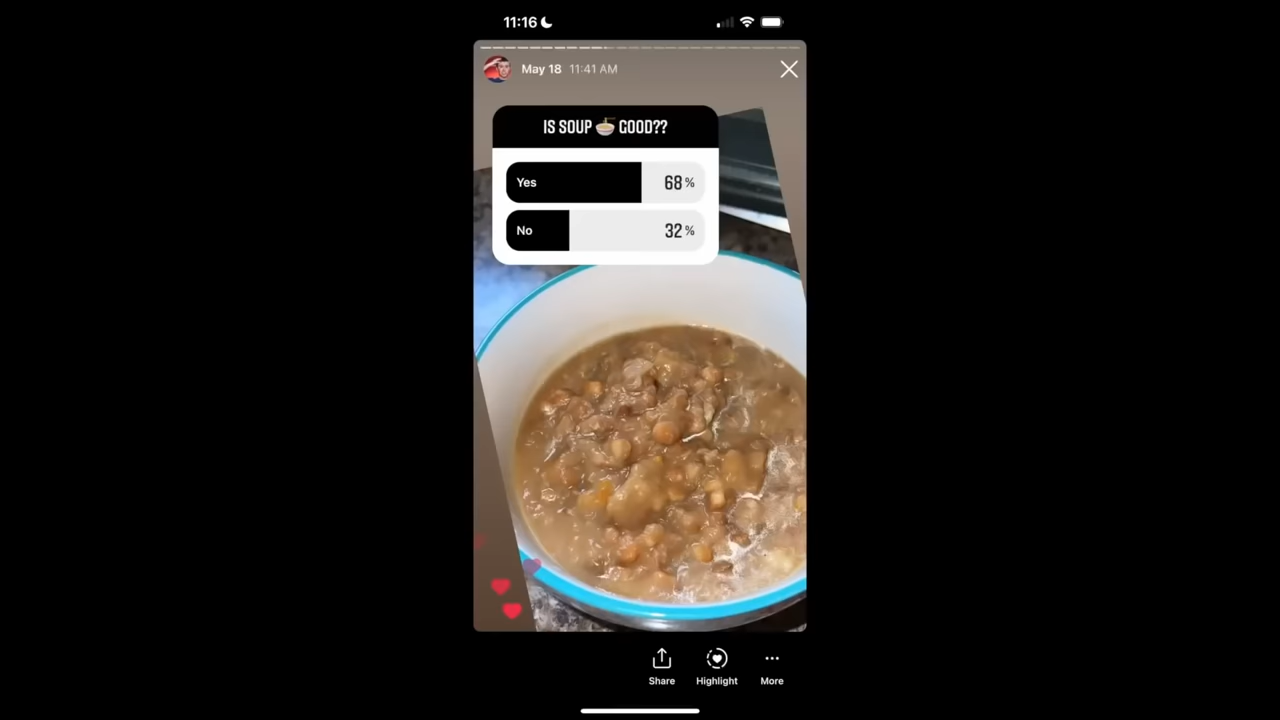 11:16
May 18 11:41 AM
IS SOUP 🍜 GOOD??
Yes 68%
No 32%
Share Highlight More